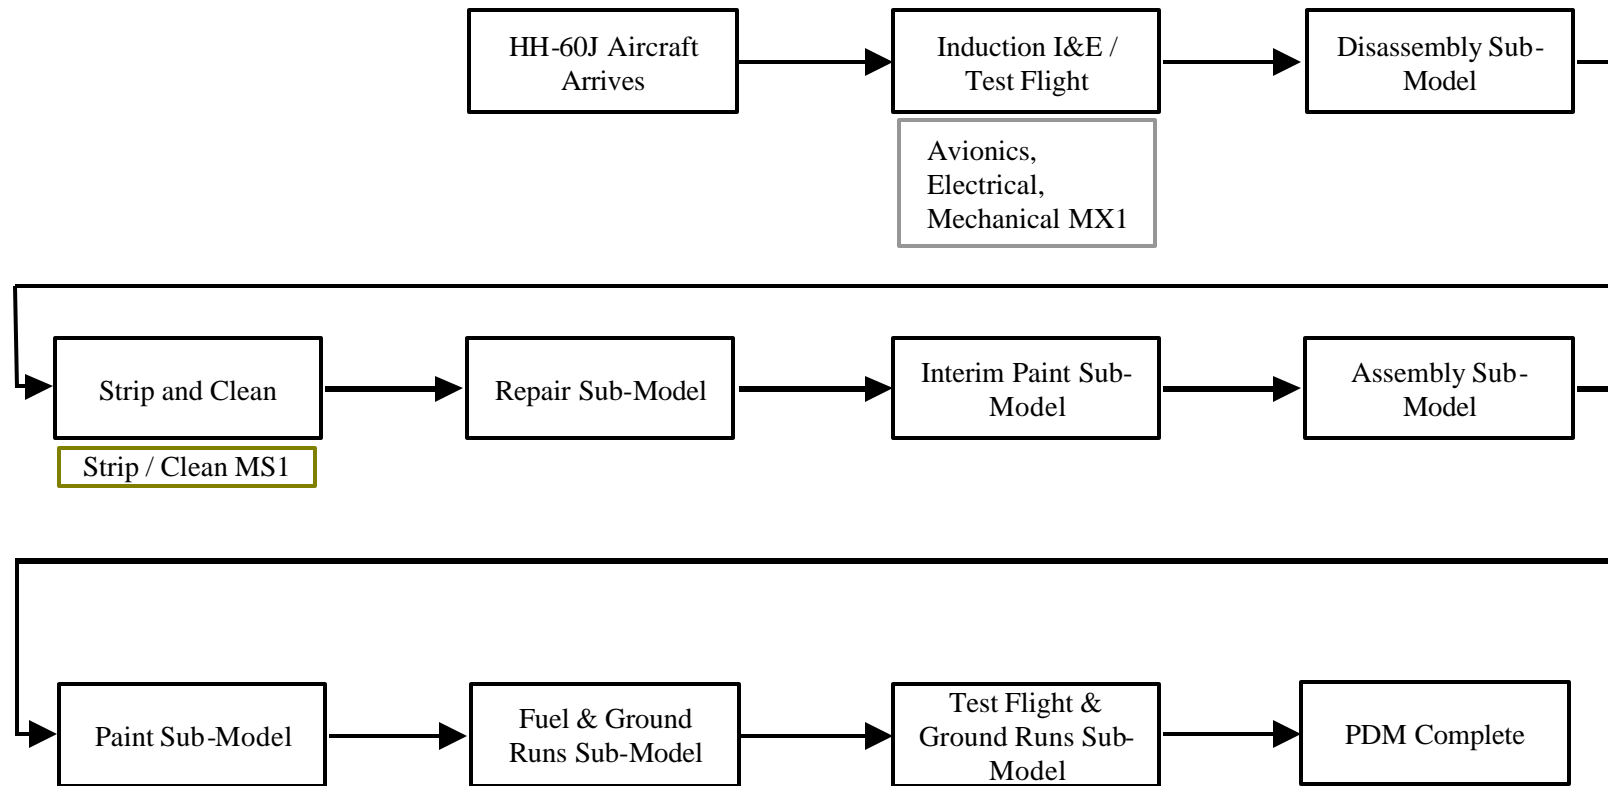 HH-60J Aircraft
Arrives
Induction I&E /
Test Flight
Disassembly Sub-
Model
Avionics,
Electrical,
Mechanical MX1
Strip and Clean
Repair Sub-Model
Interim Paint Sub-
Model
Assembly Sub-
Model
Strip / Clean MS1
Paint Sub-Model
Fuel & Ground
Runs Sub-Model
Test Flight &
Ground Runs Sub-
Model
PDM Complete